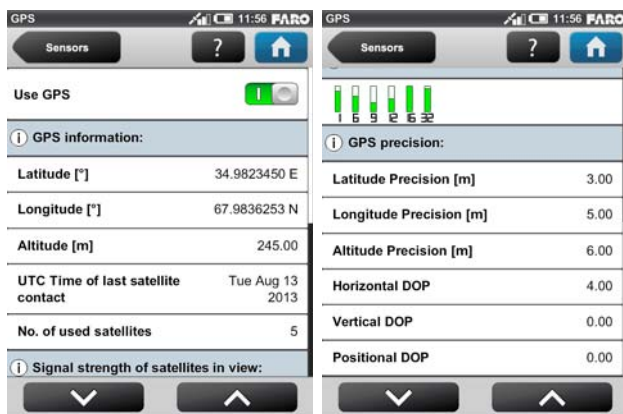 GPS
11:56 FARO
Sensors
?
Use GPS
GPS information:
Latitude [°] 34.9823450 E
Longitude [°] 67.9836253 N
Altitude [m] 245.00
UTC Time of last satellite contact Tue Aug 13 2013
No. of used satellites 5
Signal strength of satellites in view:
GPS
11:56 FARO
Sensors
?
1 6 9 12 16 32
GPS precision:
Latitude Precision [m] 3.00
Longitude Precision [m] 5.00
Altitude Precision [m] 6.00
Horizontal DOP 4.00
Vertical DOP 0.00
Positional DOP 0.00